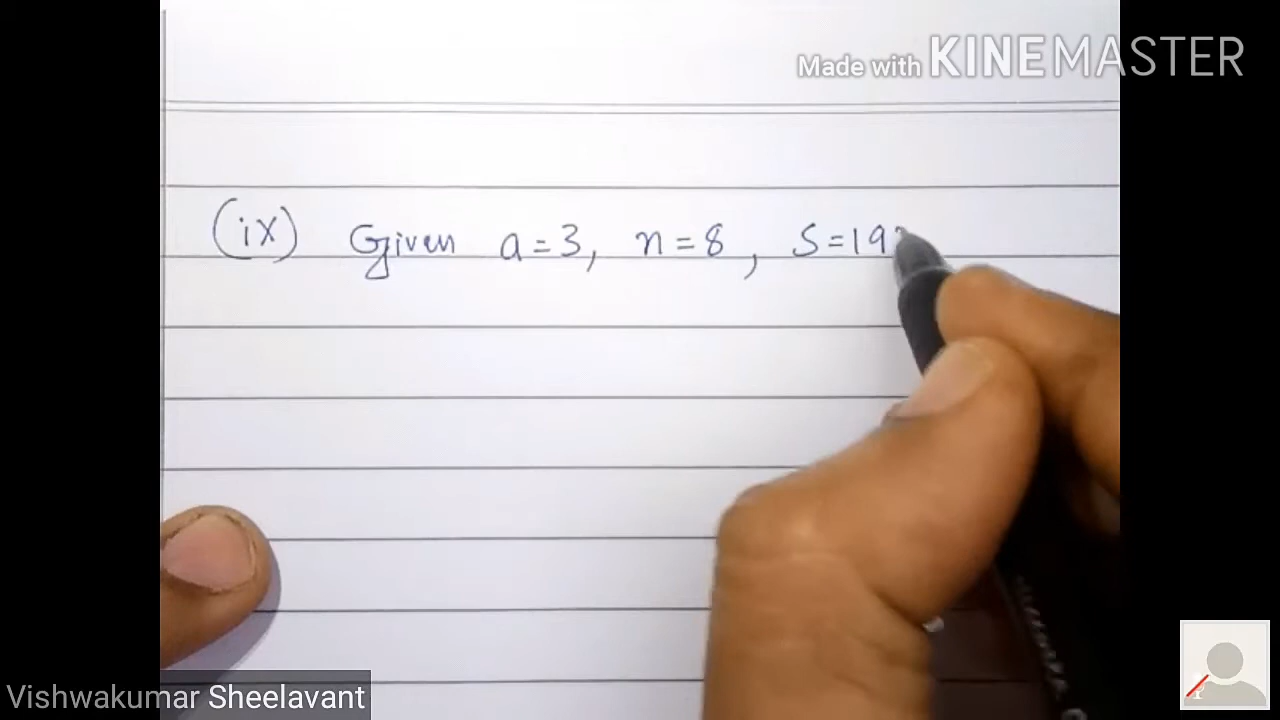 Made with KINEMASTER
(ix) Given a=3, n=8, S=19
Vishwakumar Sheelavant